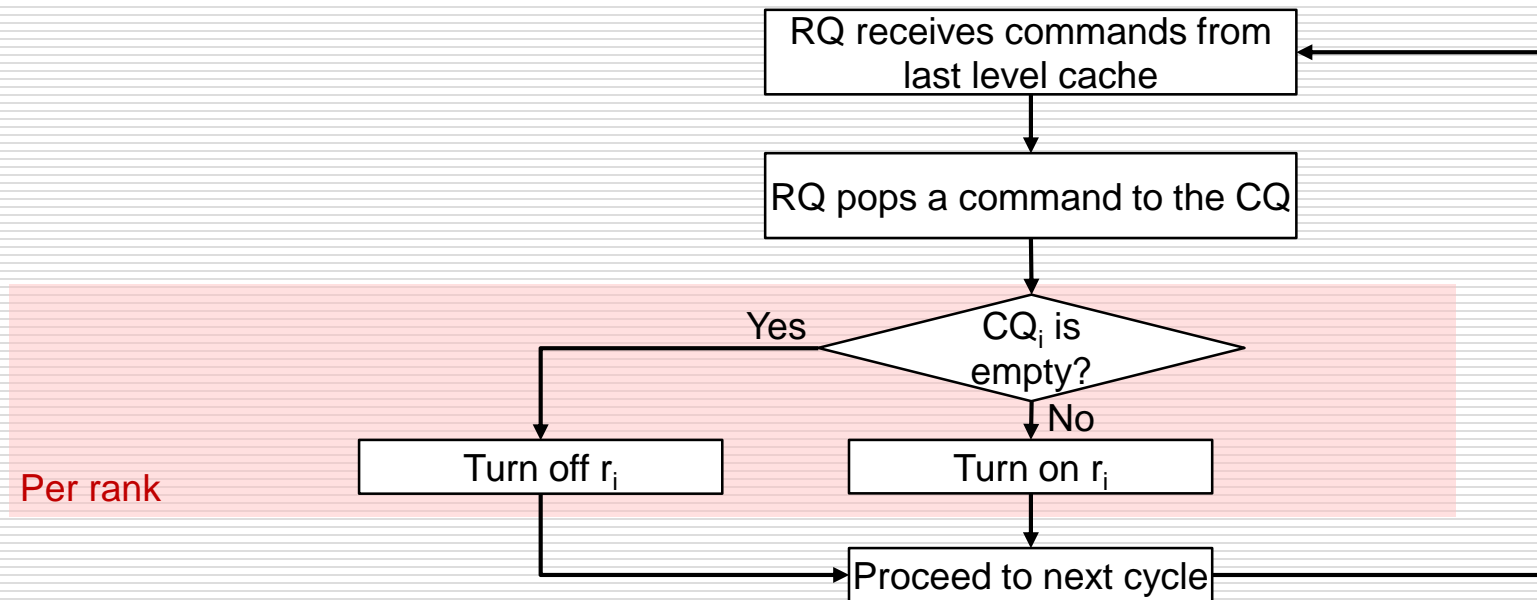 RQ receives commands from
last level cache
RQ pops a command to the CQ
Yes
CQᵢ is
empty?
No
Turn off rᵢ
Turn on rᵢ
Per rank
Proceed to next cycle